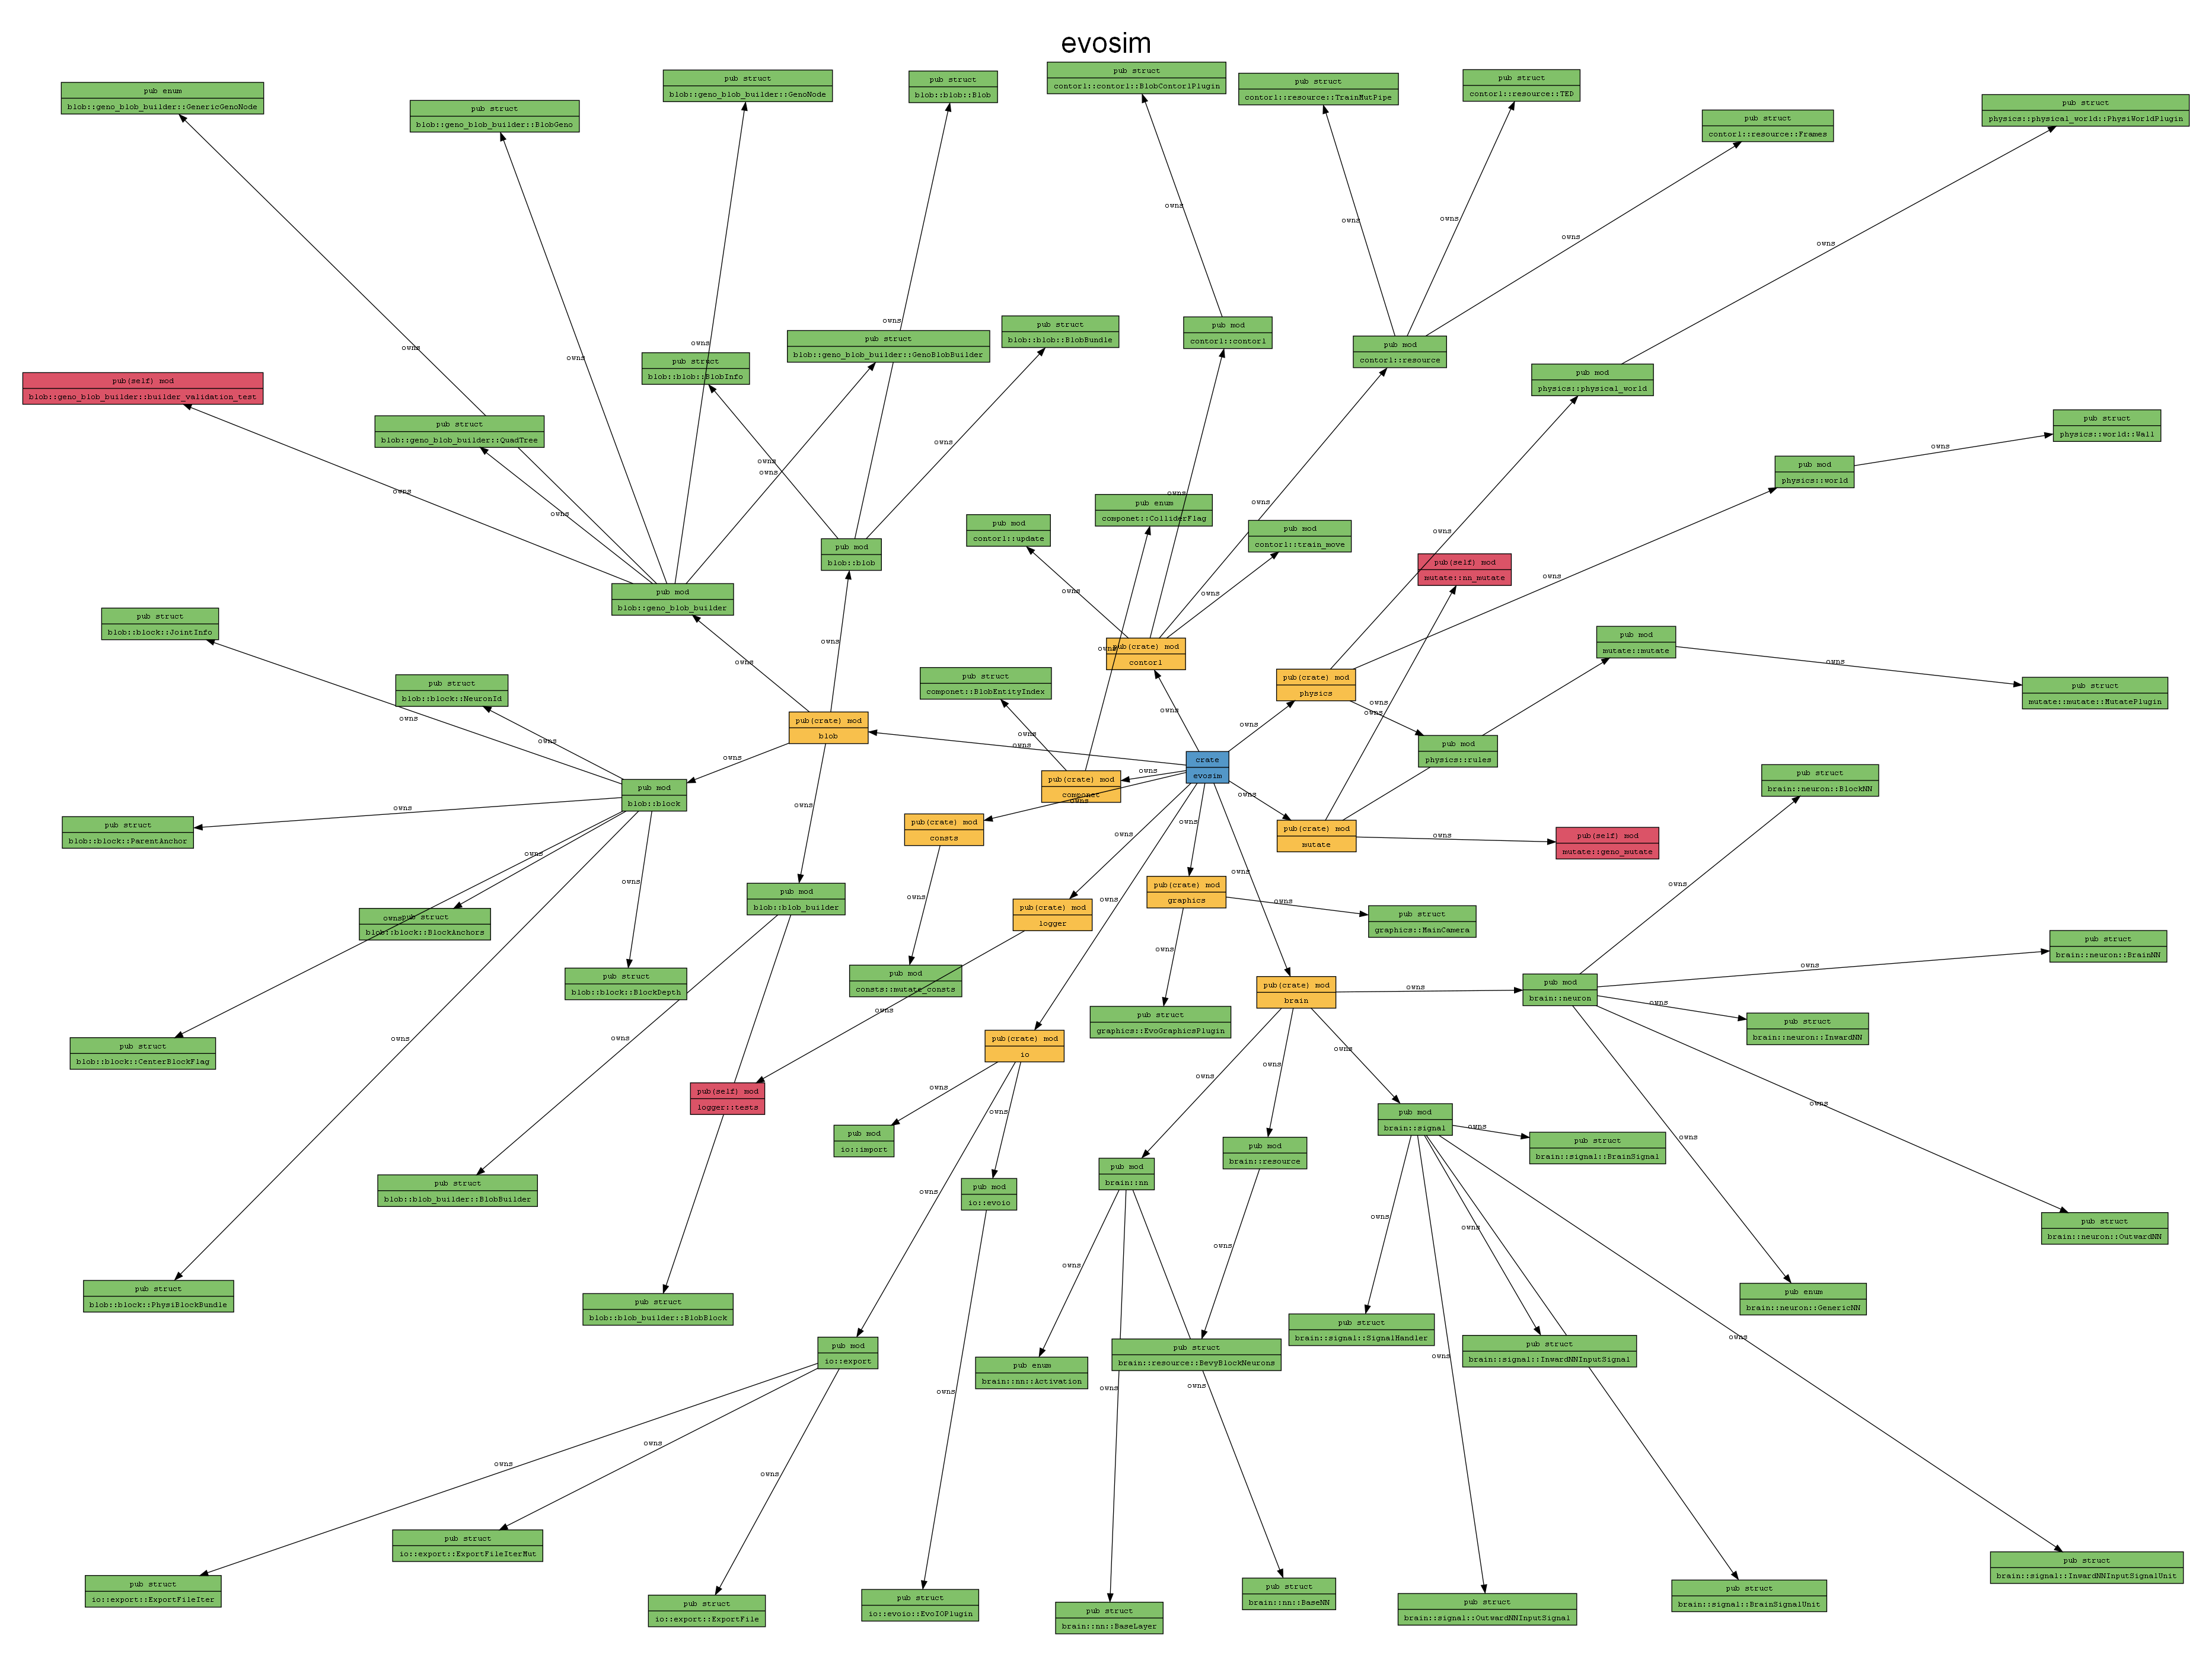 evosim
pub struct
contorl::contorl::BlobContorlPlugin
pub struct
contorl::resource::TED
pub struct
blob::geno_blob_builder::GenoNode
pub struct
blob::blob::Blob
pub struct
contorl::resource::TrainMutPipe
pub enum
blob::geno_blob_builder::GenericGenoNode
pub struct
physics::physical_world::PhysiWorldPlugin
pub struct
blob::geno_blob_builder::BlobGeno
pub struct
contorl::resource::Frames
owns
owns
owns
owns
owns
owns
pub struct
blob::blob::BlobBundle
pub mod
contorl::contorl
pub struct
blob::geno_blob_builder::GenoBlobBuilder
owns
pub mod
contorl::resource
owns
owns
owns
pub struct
blob::blob::BlobInfo
pub mod
physics::physical_world
pub(self) mod
blob::geno_blob_builder::builder_validation_test
pub struct
blob::geno_blob_builder::QuadTree
pub struct
physics::world::Wall
owns
owns
owns
owns
pub mod
physics::world
owns
owns
pub enum
componet::ColliderFlag
owns
owns
owns
pub mod
contorl::update
pub mod
contorl::train_move
owns
pub mod
blob::blob
pub(self) mod
mutate::nn_mutate
owns
pub mod
blob::geno_blob_builder
owns
owns
pub struct
blob::block::JointInfo
pub mod
mutate::mutate
owns
pub(crate) mod
contorl
owns
owns
owns
pub struct
componet::BlobEntityIndex
pub(crate) mod
physics
pub struct
blob::block::NeuronId
pub struct
mutate::mutate::MutatePlugin
owns
owns
owns
owns
pub(crate) mod
blob
owns
owns
owns
owns
owns
pub mod
physics::rules
crate
evosim
owns
owns
pub(crate) mod
componet
pub struct
brain::neuron::BlockNN
pub mod
blob::block
owns
owns
owns
owns
owns
pub struct
blob::block::ParentAnchor
pub(crate) mod
consts
pub(crate) mod
mutate
owns
owns
owns
pub(self) mod
mutate::geno_mutate
owns
owns
owns
owns
pub mod
blob::blob_builder
pub(crate) mod
graphics
owns
owns
owns
owns
pub(crate) mod
logger
pub struct
graphics::MainCamera
pub struct
blob::block::BlockAnchors
pub struct
brain::neuron::BrainNN
owns
owns
pub mod
consts::mutate_consts
pub struct
blob::block::BlockDepth
pub(crate) mod
brain
owns
pub mod
brain::neuron
owns
owns
pub struct
graphics::EvoGraphicsPlugin
pub struct
brain::neuron::InwardNN
pub(crate) mod
io
owns
owns
owns
pub struct
blob::block::CenterBlockFlag
owns
owns
owns
pub(self) mod
logger::tests
owns
pub mod
brain::signal
owns
owns
pub mod
io::import
pub struct
brain::signal::BrainSignal
owns
pub mod
brain::resource
pub mod
brain::nn
pub struct
blob::blob_builder::BlobBuilder
owns
pub mod
io::evoio
owns
owns
pub struct
brain::neuron::OutwardNN
owns
owns
pub struct
blob::block::PhysiBlockBundle
pub enum
brain::neuron::GenericNN
pub struct
blob::blob_builder::BlobBlock
pub struct
brain::signal::SignalHandler
owns
pub mod
io::export
pub struct
brain::resource::BevyBlockNeurons
pub struct
brain::signal::InwardNNInputSignal
owns
pub enum
brain::nn::Activation
owns
owns
owns
owns
owns
owns
pub struct
io::export::ExportFileIterMut
pub struct
brain::signal::InwardNNInputSignalUnit
pub struct
io::export::ExportFileIter
pub struct
brain::nn::BaseNN
pub struct
brain::signal::BrainSignalUnit
pub struct
io::evoio::EvoIOPlugin
pub struct
io::export::ExportFile
pub struct
brain::signal::OutwardNNInputSignal
pub struct
brain::nn::BaseLayer